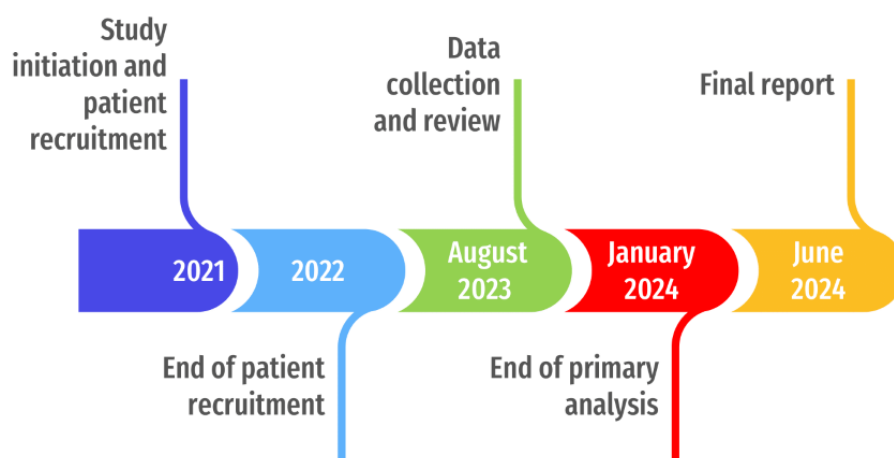 Study
initiation and
patient
recruitment
Data
collection
and review
Final report
2021
2022
August
2023
January
2024
June
2024
End of patient
recruitment
End of primary
analysis